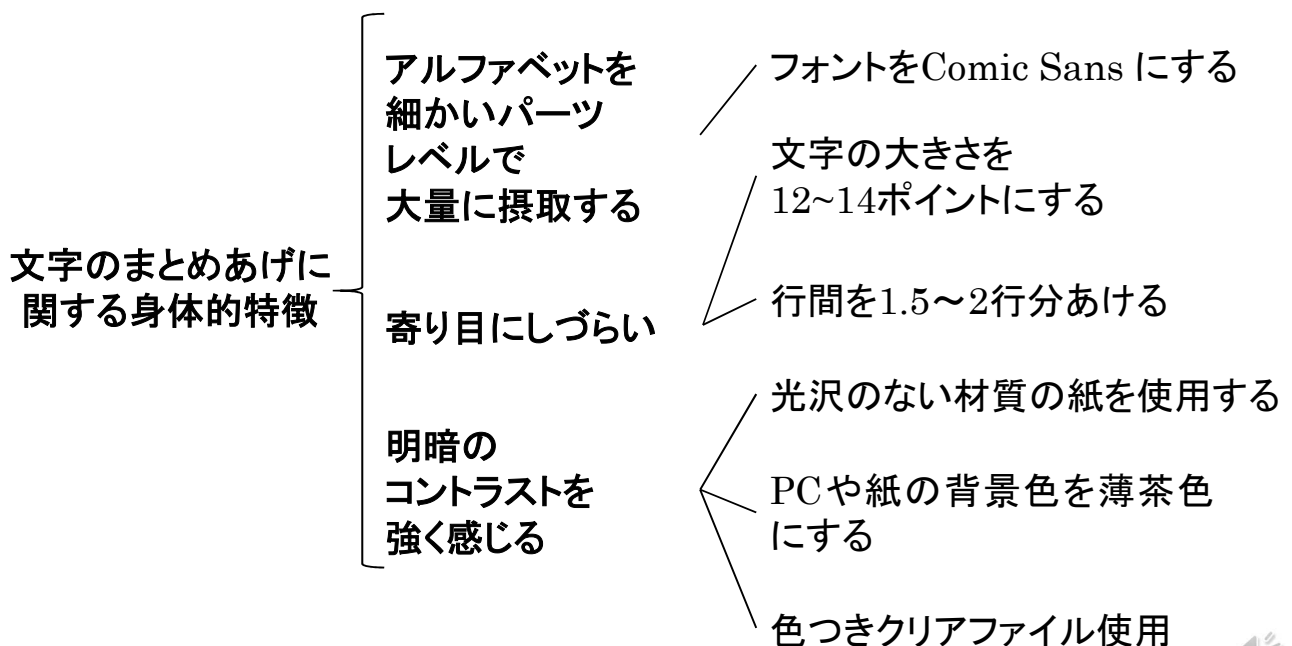 文字のまとめあげに
関する身体的特徴
アルファベットを
細かいパーツ
レベルで
大量に摂取する
フォントをComic Sans にする
文字の大きさを
12~14ポイントにする
寄り目にしづらい
行間を1.5～2行分あける
明暗の
コントラストを
強く感じる
光沢のない材質の紙を使用する
PCや紙の背景色を薄茶色
にする
色つきクリアファイル使用